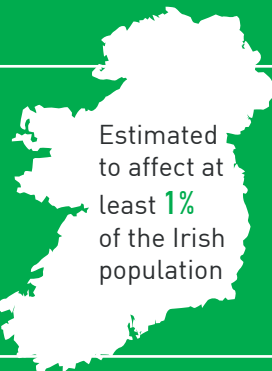 Estimated
to affect at
least 1%
of the Irish
population